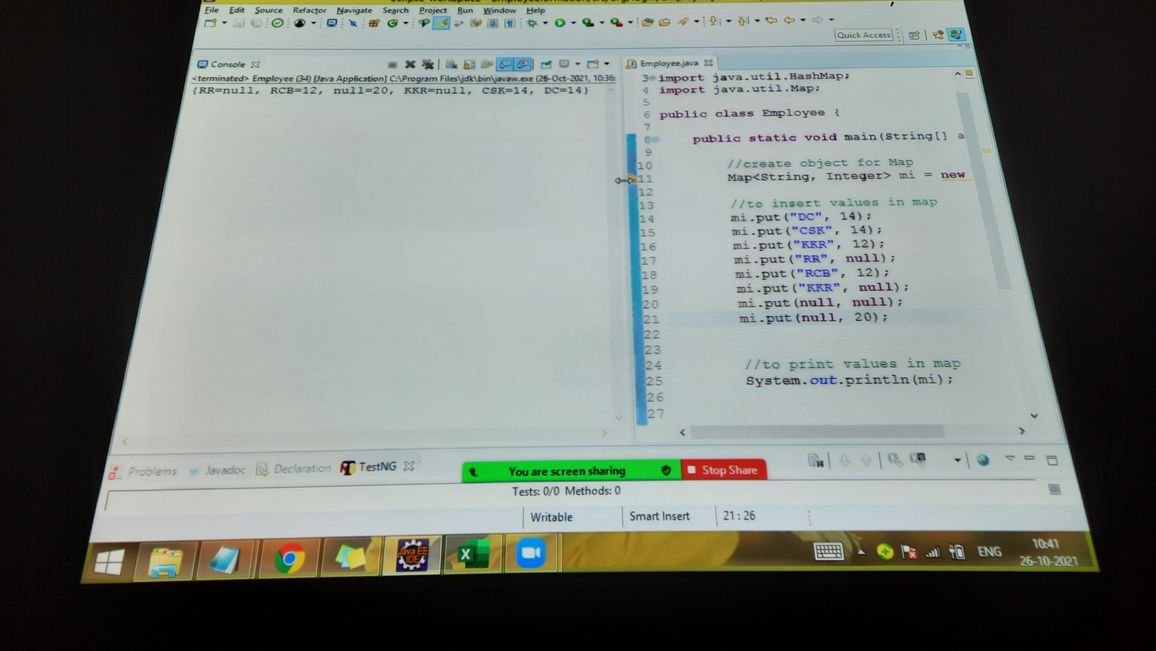 File Edit Source Refactor Navigate Search Project Run Window Help
Quick Access
Console
<terminated> Employee (34) [Java Application] C:\Program Files\jdk\bin\javaw.exe (26-Oct-2021, 10:36:
{RR=null, RCB=12, null=20, KKR=null, CSK=14, DC=14}
Employee.java
3 import java.util.HashMap;
4 import java.util.Map;
5
6 public class Employee {
7
8 public static void main(String[] a
9
10 //create object for Map
11 Map<String, Integer> mi = new
12
13 //to insert values in map
14 mi.put("DC", 14);
15 mi.put("CSK", 14);
16 mi.put("KKR", 12);
17 mi.put("RR", null);
18 mi.put("RCB", 12);
19 mi.put("KKR", null);
20 mi.put(null, null);
21 mi.put(null, 20);
22
23
24 //to print values in map
25 System.out.println(mi);
26
27
Problems Javadoc Declaration TestNG
You are screen sharing Stop Share
Tests: 0/0 Methods: 0
Writable Smart Insert 21 : 26
Java EE
IDE
ENG
10:41
26-10-2021